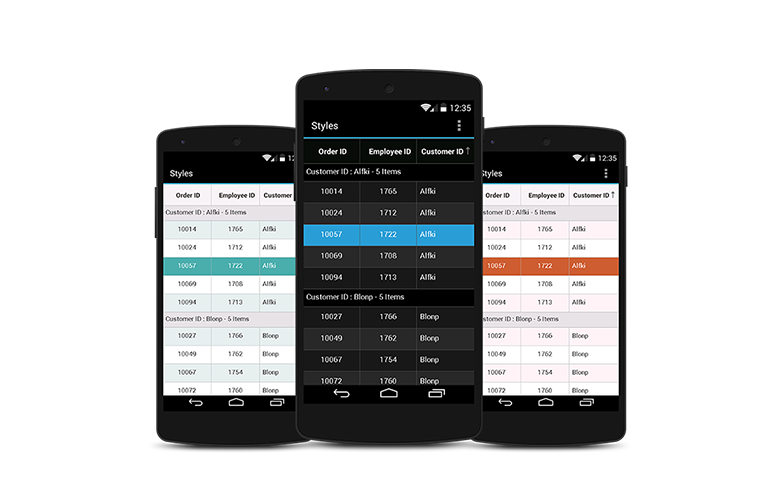 12:
Styles
Order ID Employee ID Customer
Customer ID : Alfki - 5 Items
10014 1765 Alfki
10024 1712 Alfki
10057 1722 Alfki
10069 1708 Alfki
10094 1713 Alfki
Customer ID : Blonp - 5 Items
10027 1766 Blonp
10049 1762 Blonp
10067 1754 Blonp
10072 1760 Blonp
12:35
Styles
Order ID Employee ID Customer ID ↑
Customer ID : Alfki - 5 Items
10014 1765 Alfki
10024 1712 Alfki
10057 1722 Alfki
10069 1708 Alfki
10094 1713 Alfki
Customer ID : Blonp - 5 Items
10027 1766 Blonp
10049 1762 Blonp
10067 1754 Blonp
10072 1760 Blonp
12:35
Styles
Order ID Employee ID Customer ID ↑
Customer ID : Alfki - 5 Items
10014 1765 Alfki
10024 1712 Alfki
10057 1722 Alfki
10069 1708 Alfki
10094 1713 Alfki
Customer ID : Blonp - 5 Items
10027 1766 Blonp
10049 1762 Blonp
10067 1754 Blonp
10072 1760 Blonp